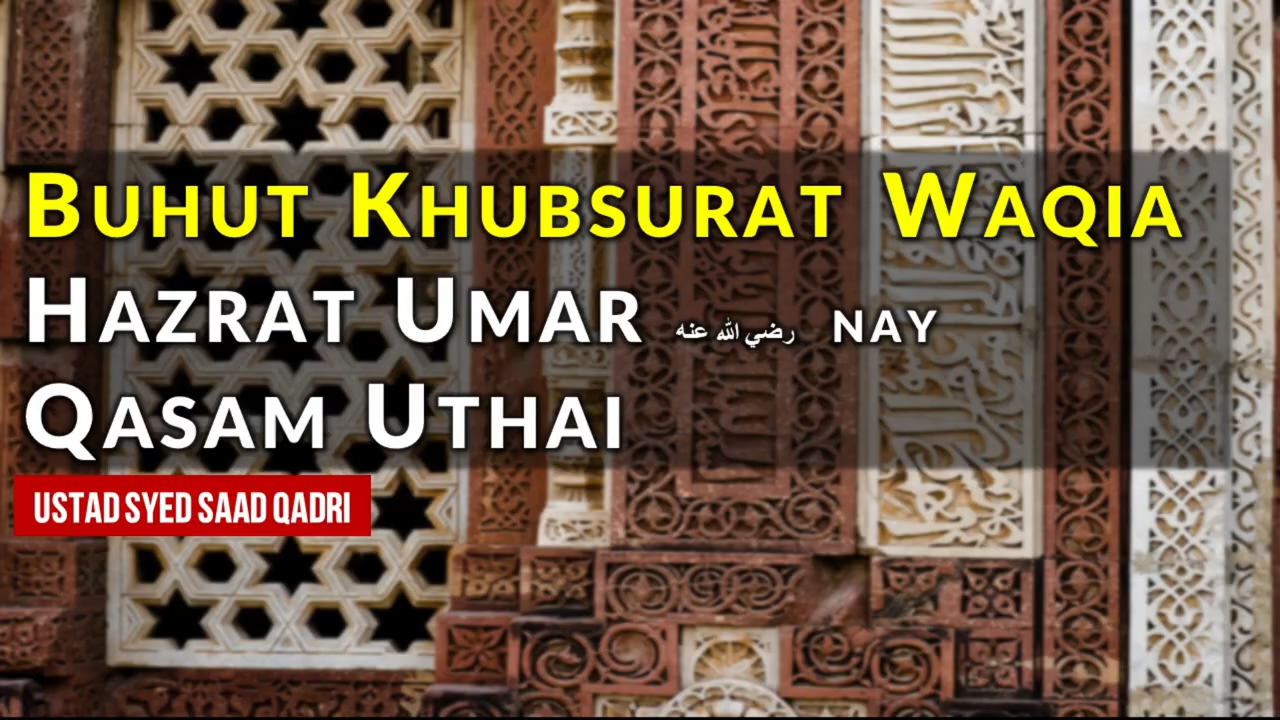 BUHUT KHUBSURAT WAQIA
HAZRAT UMAR رضي الله عنه NAY
QASAM UTHAI
USTAD SYED SAAD QADRI